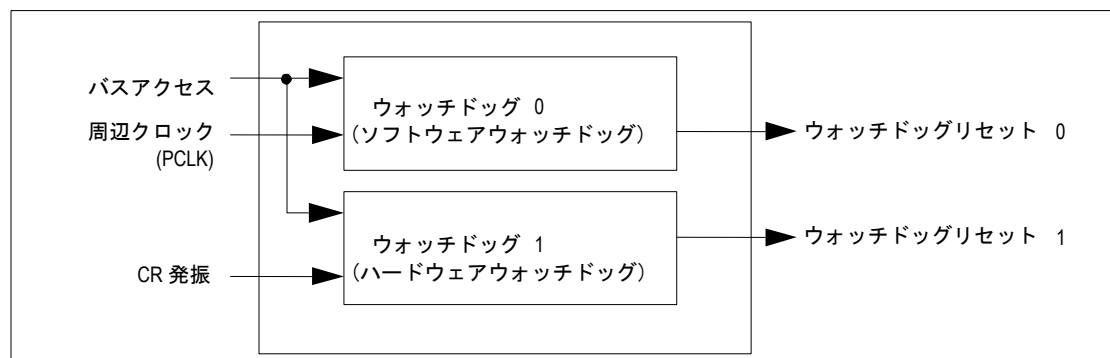 バスアクセス
周辺クロック
(PCLK)
CR 発振
ウォッチドッグ 0
(ソフトウェアウォッチドッグ)
ウォッチドッグ 1
(ハードウェアウォッチドッグ)
ウォッチドッグリセット 0
ウォッチドッグリセット 1